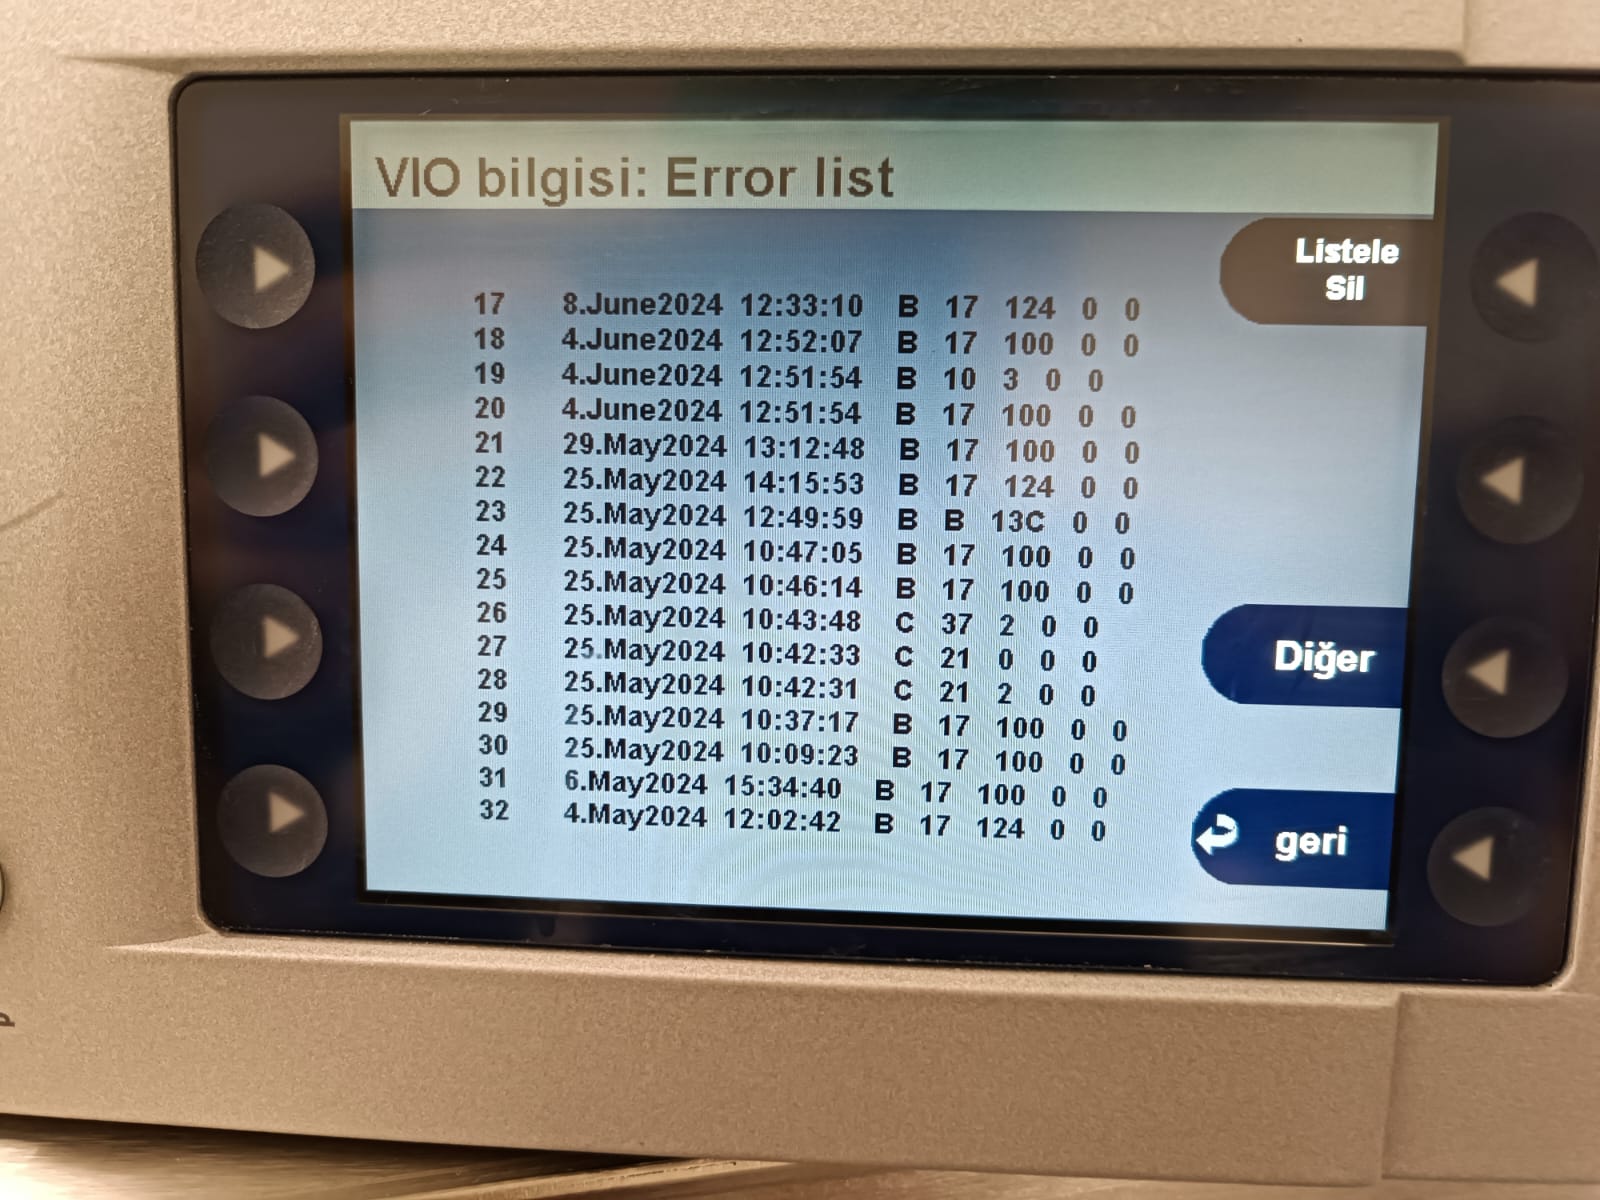 VIO bilgisi: Error list
Listele
Sil
17 8.June2024 12:33:10 B 17 124 0 0
18 4.June2024 12:52:07 B 17 100 0 0
19 4.June2024 12:51:54 B 10 3 0 0
20 4.June2024 12:51:54 B 17 100 0 0
21 29.May2024 13:12:48 B 17 100 0 0
22 25.May2024 14:15:53 B 17 124 0 0
23 25.May2024 12:49:59 B B 13C 0 0
24 25.May2024 10:47:05 B 17 100 0 0
25 25.May2024 10:46:14 B 17 100 0 0
26 25.May2024 10:43:48 C 37 2 0 0
27 25.May2024 10:42:33 C 21 0 0 0
28 25.May2024 10:42:31 C 21 2 0 0
29 25.May2024 10:37:17 B 17 100 0 0
30 25.May2024 10:09:23 B 17 100 0 0
31 6.May2024 15:34:40 B 17 100 0 0
32 4.May2024 12:02:42 B 17 124 0 0
Diğer
geri